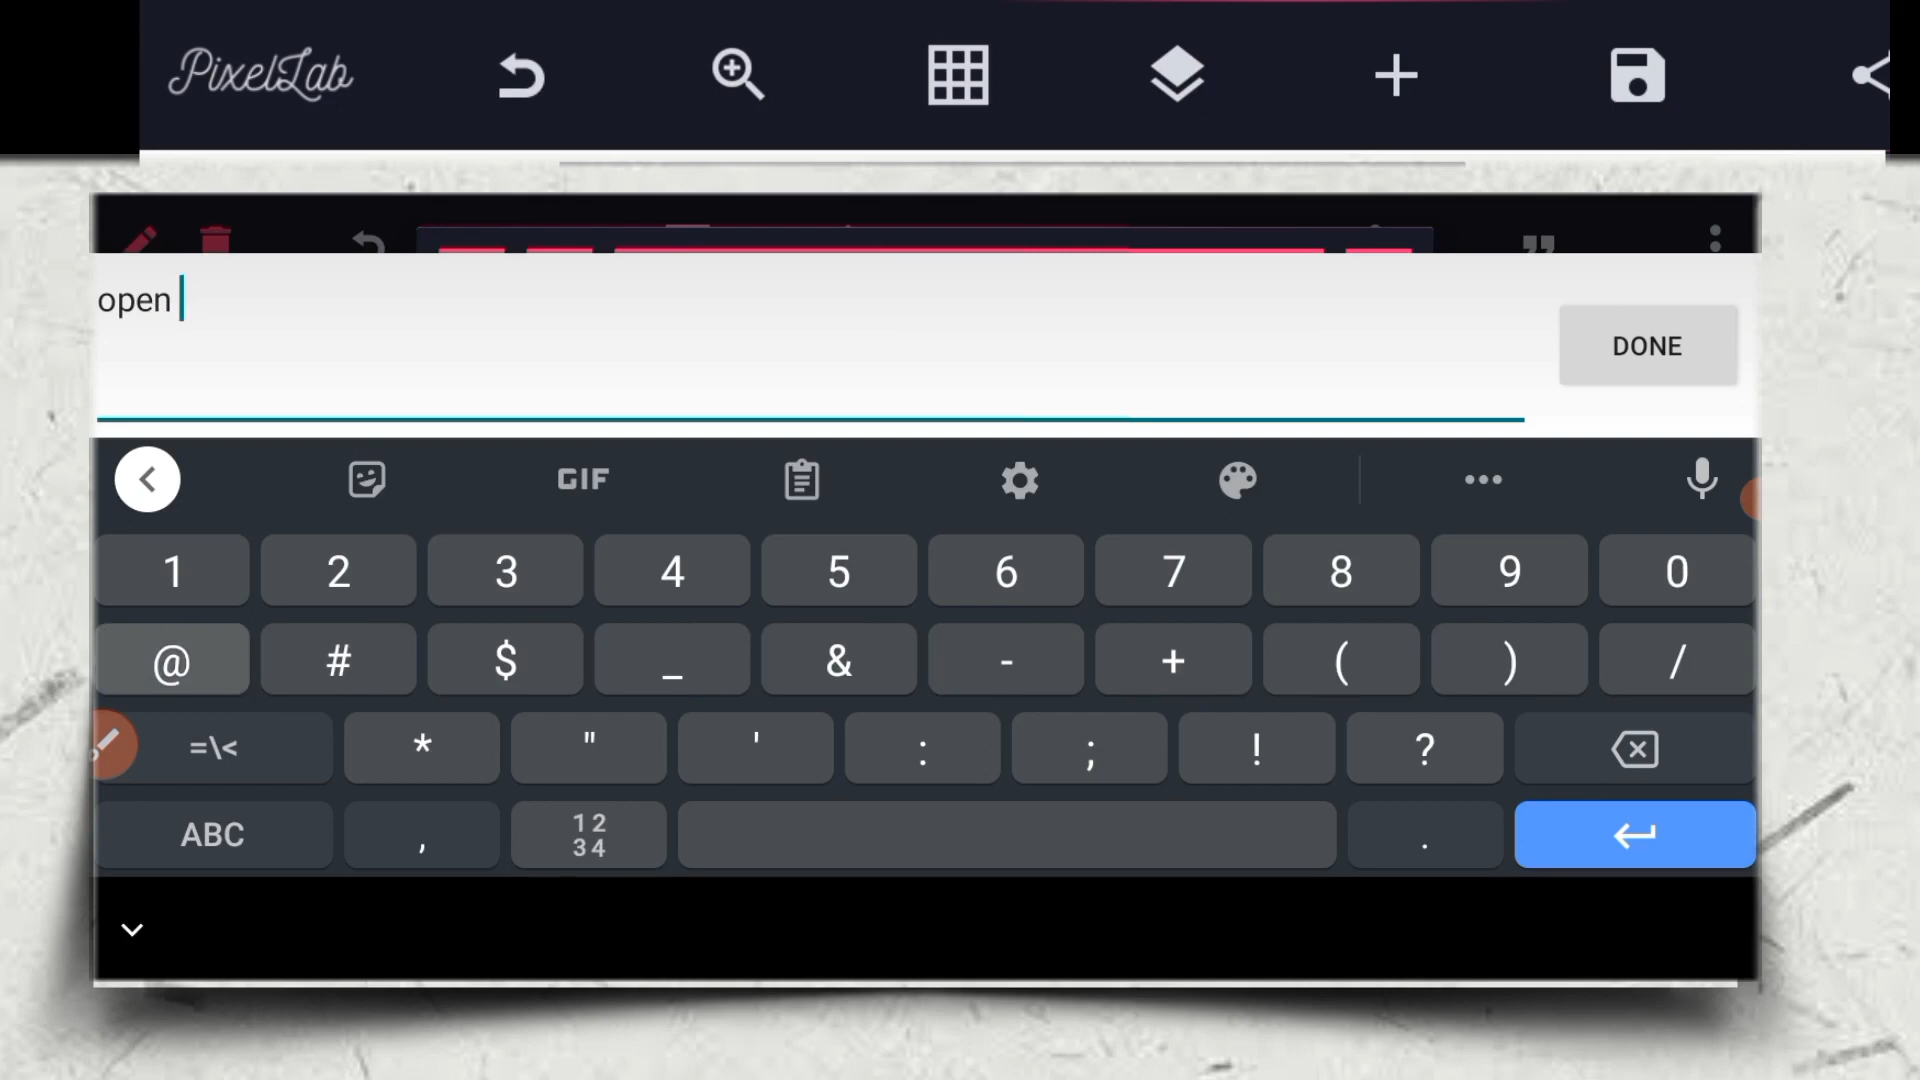 PixelLab
open
DONE
GIF
1 2 3 4 5 6 7 8 9 0
@ # $ _ & - + ( ) /
=\< * " ' : ; ! ?
ABC , 12 34 .